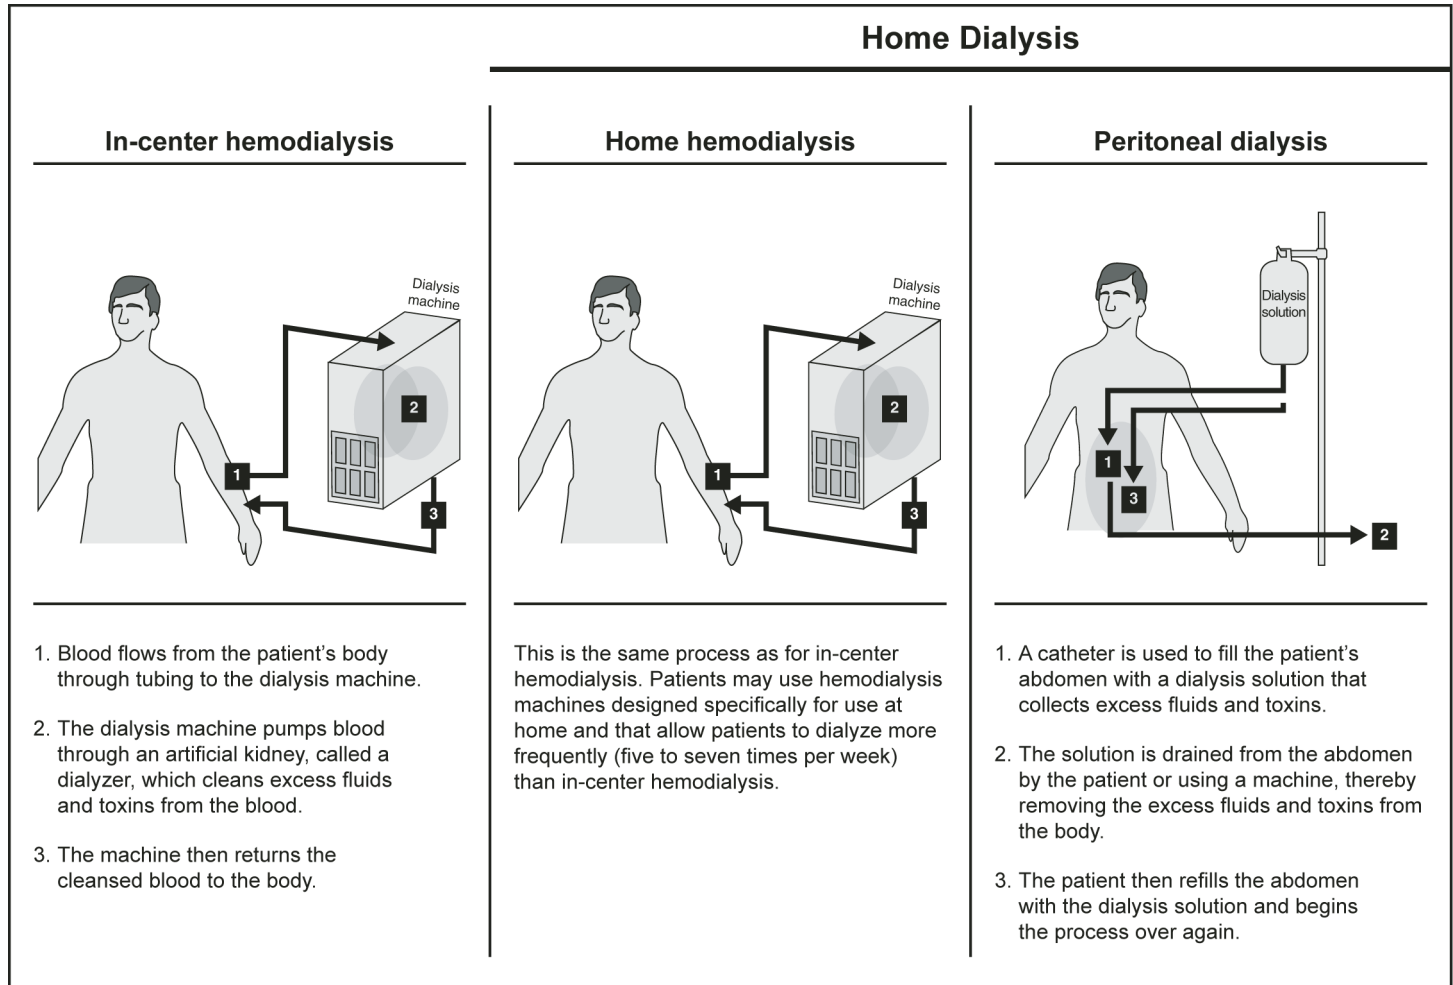 Home Dialysis
In-center hemodialysis
Dialysis
machine
1
2
3
1. Blood flows from the patient's body
through tubing to the dialysis machine.
2. The dialysis machine pumps blood
through an artificial kidney, called a
dialyzer, which cleans excess fluids
and toxins from the blood.
3. The machine then returns the
cleansed blood to the body.
Home hemodialysis
Dialysis
machine
1
2
3
This is the same process as for in-center
hemodialysis. Patients may use hemodialysis
machines designed specifically for use at
home and that allow patients to dialyze more
frequently (five to seven times per week)
than in-center hemodialysis.
Peritoneal dialysis
Dialysis
solution
1
3
2
1. A catheter is used to fill the patient's
abdomen with a dialysis solution that
collects excess fluids and toxins.
2. The solution is drained from the abdomen
by the patient or using a machine, thereby
removing the excess fluids and toxins from
the body.
3. The patient then refills the abdomen
with the dialysis solution and begins
the process over again.